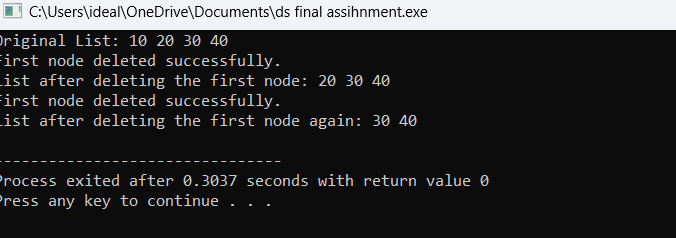 C:\Users\ideal\OneDrive\Documents\ds final assihnment.exe
Original List: 10 20 30 40
First node deleted successfully.
List after deleting the first node: 20 30 40
First node deleted successfully.
List after deleting the first node again: 30 40
--------------------------------
Process exited after 0.3037 seconds with return value 0
Press any key to continue . . .